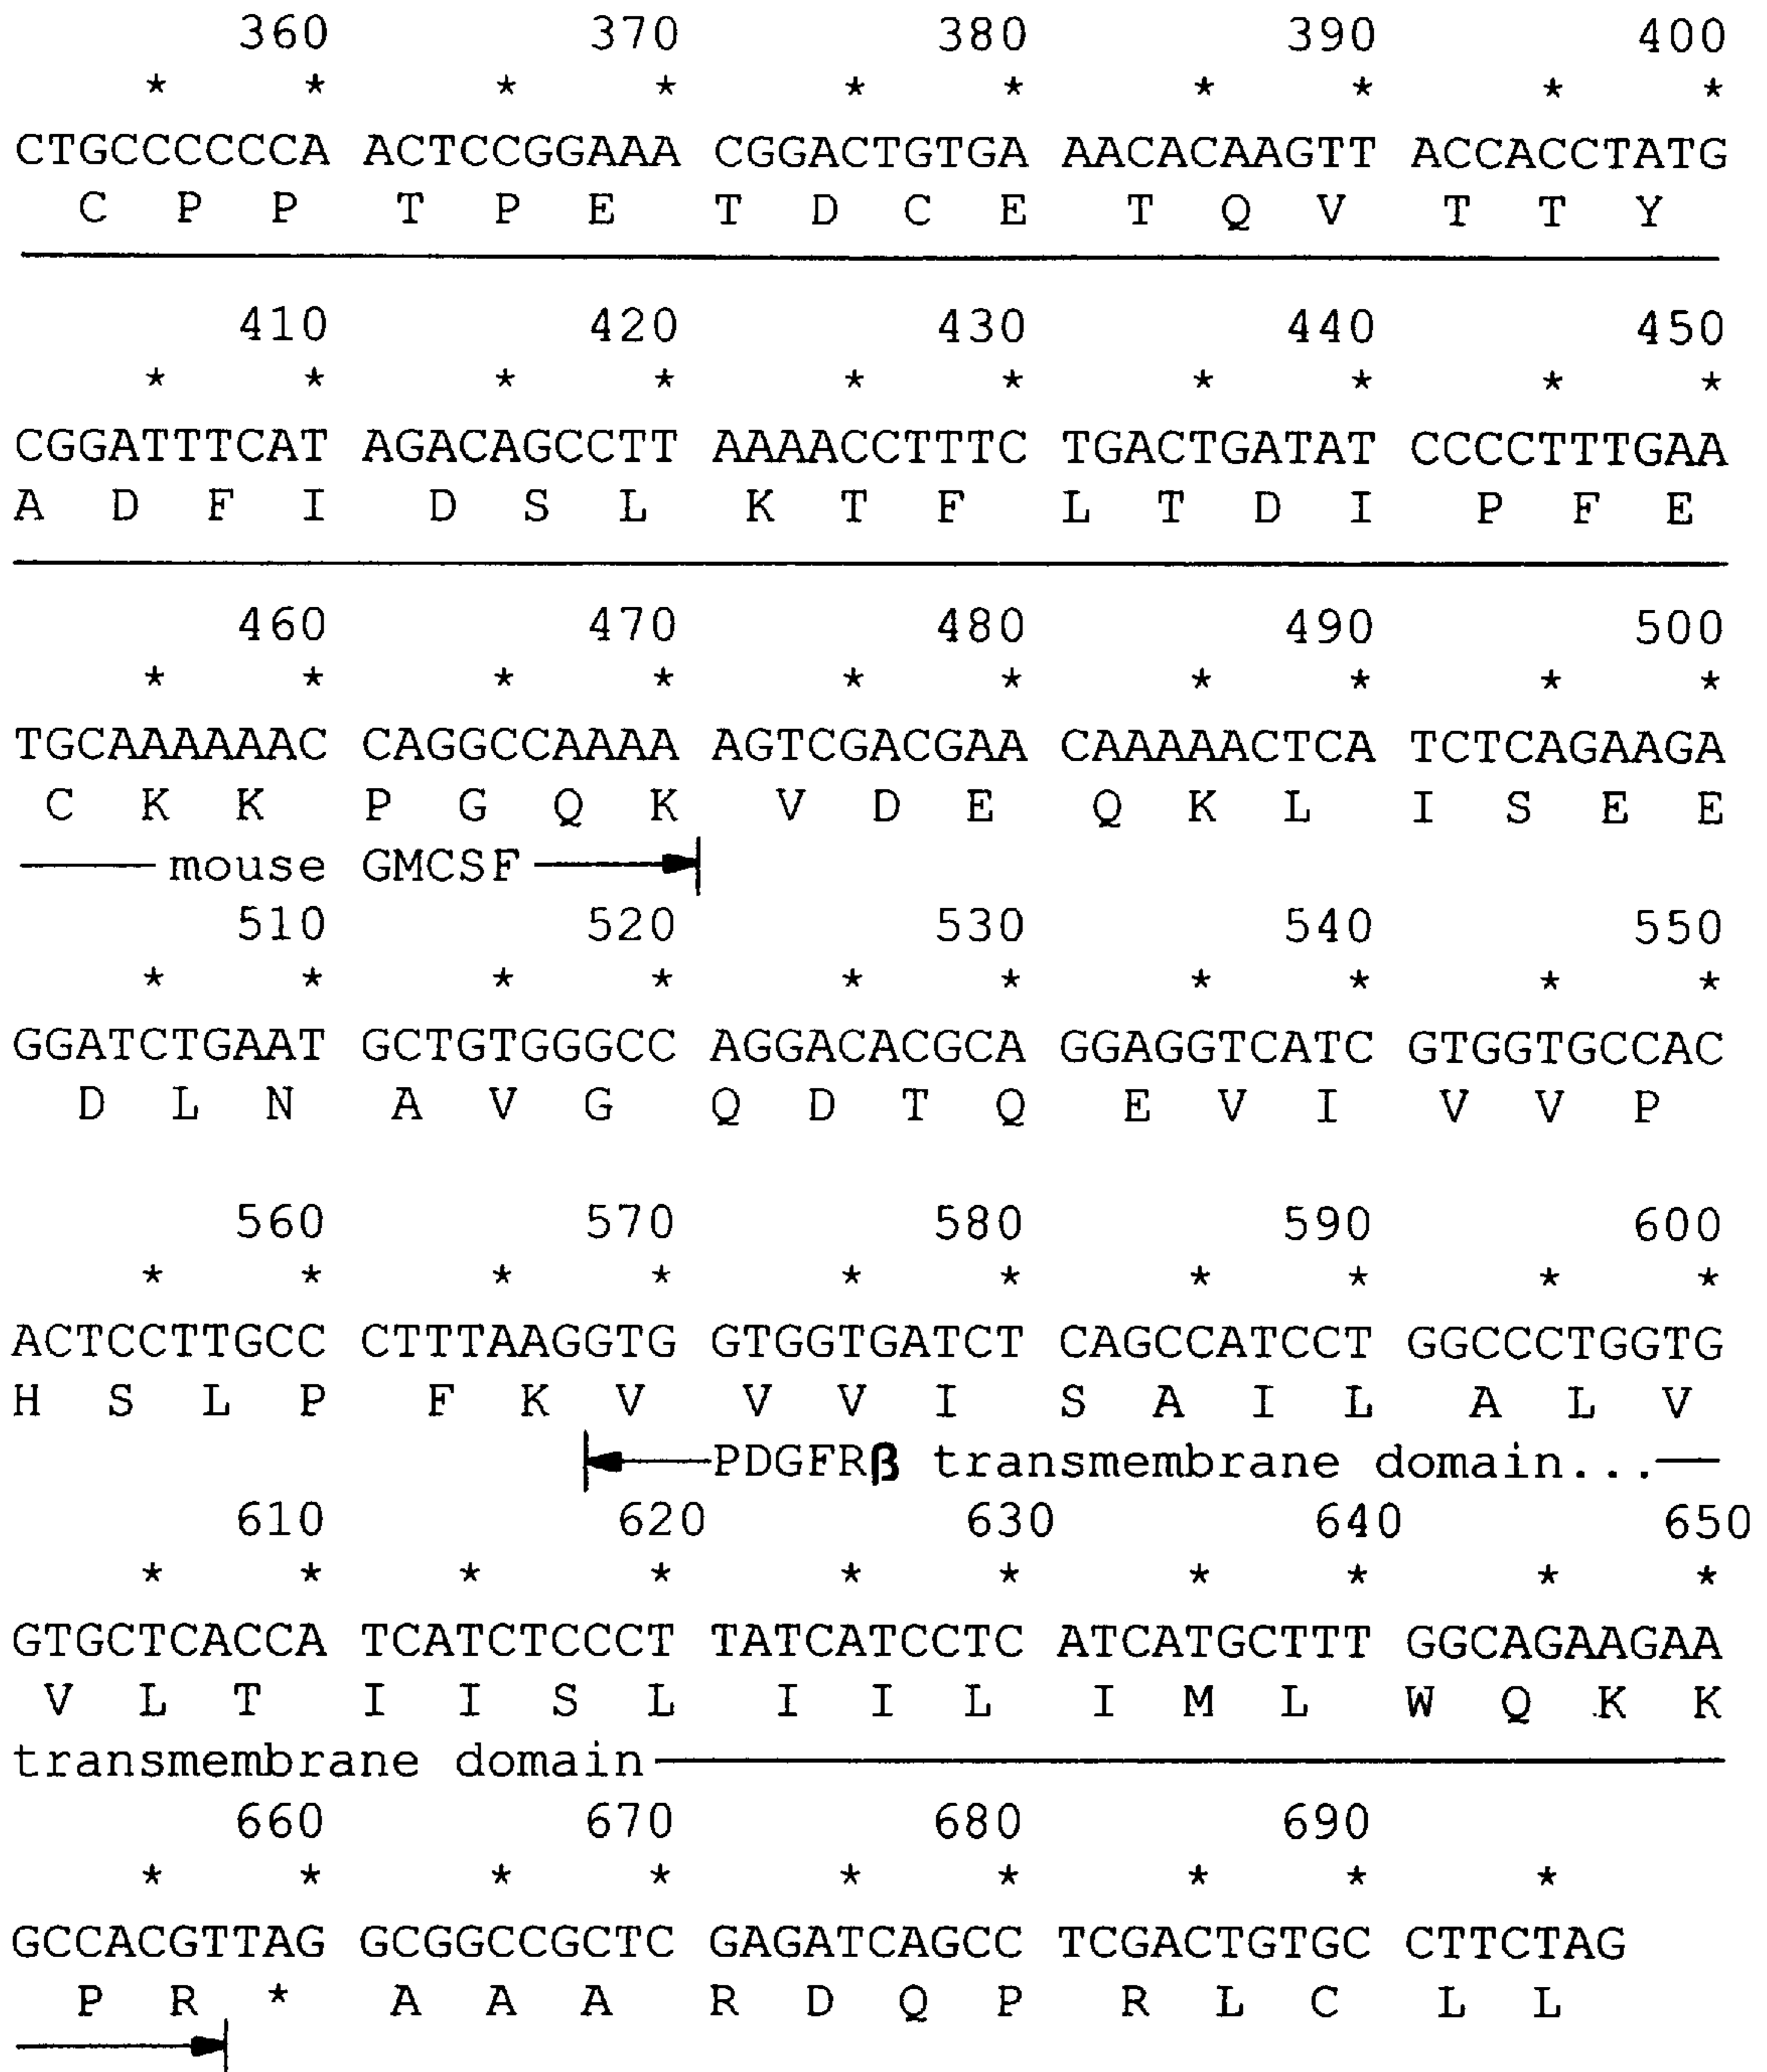 360 370 380 390 400
* * * * * * * * * *
CTGCCCCCCA ACTCCGGAAA CGGACTGTGA AACACAAGTT ACCACCTATG
C P P T P E T D C E T Q V T T Y
410 420 430 440 450
* * * * * * * * * *
CGGATTTCAT AGACAGCCTT AAAACCTTTC TGACTGATAT CCCCTTTGAA
A D F I D S L K T F L T D I P F E
460 470 480 490 500
* * * * * * * * * *
TGCAAAAAAC CAGGCCAAAA AGTCGACGAA CAAAAACTCA TCTCAGAAGA
C K K P G Q K V D E Q K L I S E E
mouse GMCSF
510 520 530 540 550
* * * * * * * * * *
GGATCTGAAT GCTGTGGGCC AGGACACGCA GGAGGTCATC GTGGTGCCAC
D L N A V G Q D T Q E V I V V P
560 570 580 590 600
* * * * * * * * * *
ACTCCTTGCC CTTTAAGGTG GTGGTGATCT CAGCCATCCT GGCCCTGGTG
H S L P F K V V V I S A I L A L V
PDGFRβ transmembrane domain...
610 620 630 640 650
* * * * * * * * * *
GTGCTCACCA TCATCTCCCT TATCATCCTC ATCATGCTTT GGCAGAAGAA
V L T I I S L I I L I M L W Q K K
transmembrane domain
660 670 680 690
* * * * * * * * *
GCCACGTTAG GCGGCCGCTC GAGATCAGCC TCGACTGTGC CTTCTAG
P R * A A A R D Q P R L C L L